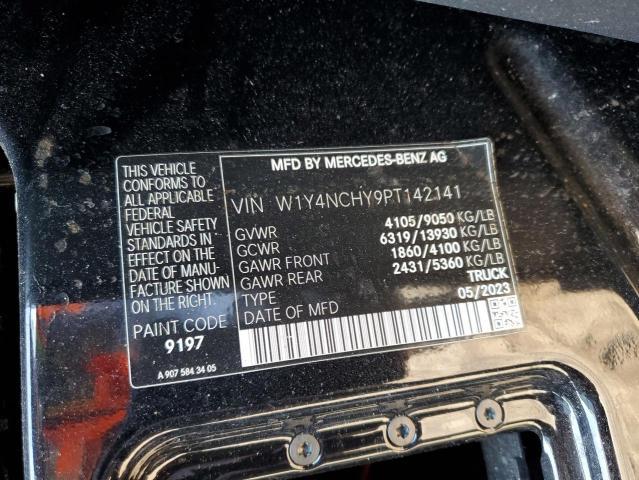 THIS VEHICLE
CONFORMS TO
ALL APPLICABLE
FEDERAL
VEHICLE SAFETY
STANDARDS IN
EFFECT ON THE
DATE OF MANU-
FACTURE SHOWN
ON THE RIGHT.
PAINT CODE
9197
A 907 584 34 05
MFD BY MERCEDES-BENZ AG
VIN W1Y4NCHY9PT142141
GVWR 4105/9050 KG/LB
GCWR 6319/13930 KG/LB
GAWR FRONT 1860/4100 KG/LB
GAWR REAR 2431/5360 KG/LB
TYPE TRUCK
DATE OF MFD 05/2023